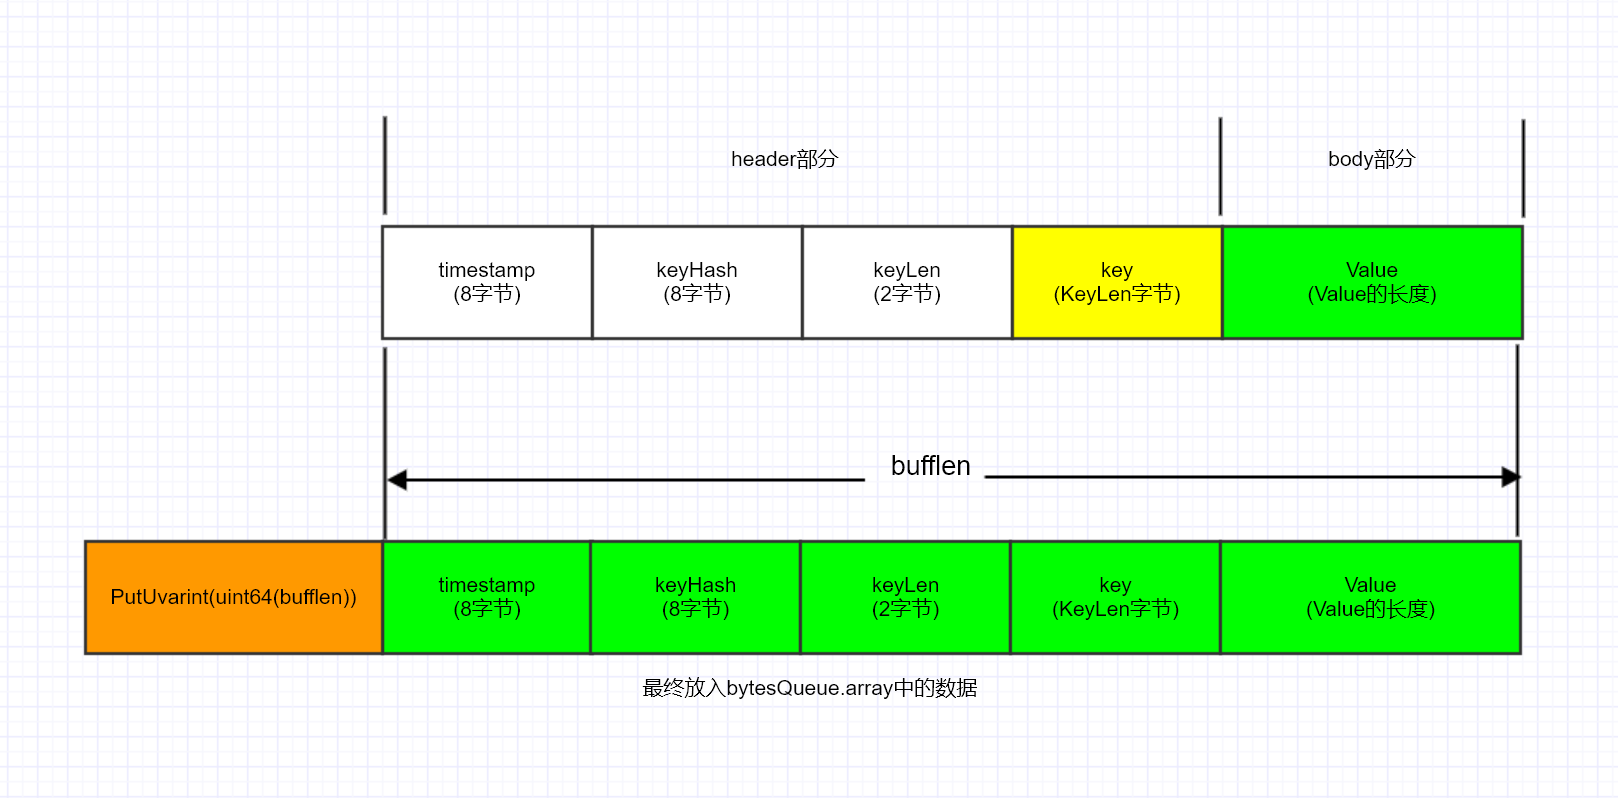 header部分
body部分
timestamp
(8字节)
keyHash
(8字节)
keyLen
(2字节)
key
(KeyLen字节)
Value
(Value的长度)
bufflen
PutUvarint(uint64(bufflen))
timestamp
(8字节)
keyHash
(8字节)
keyLen
(2字节)
key
(KeyLen字节)
Value
(Value的长度)
最终放入bytesQueue.array中的数据